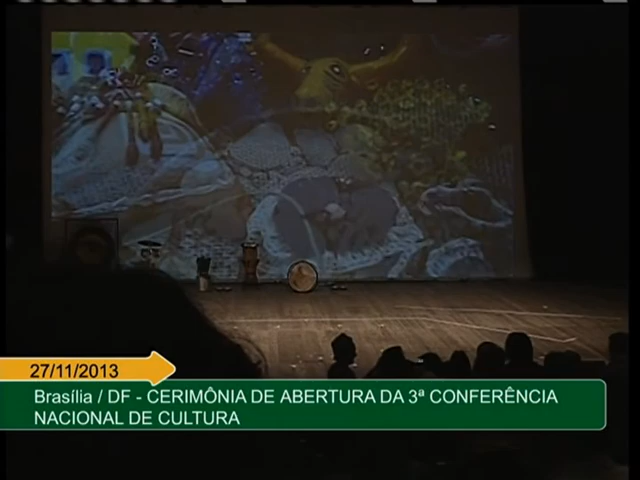 27/11/2013
Brasília / DF - CERIMÔNIA DE ABERTURA DA 3ª CONFERÊNCIA
NACIONAL DE CULTURA